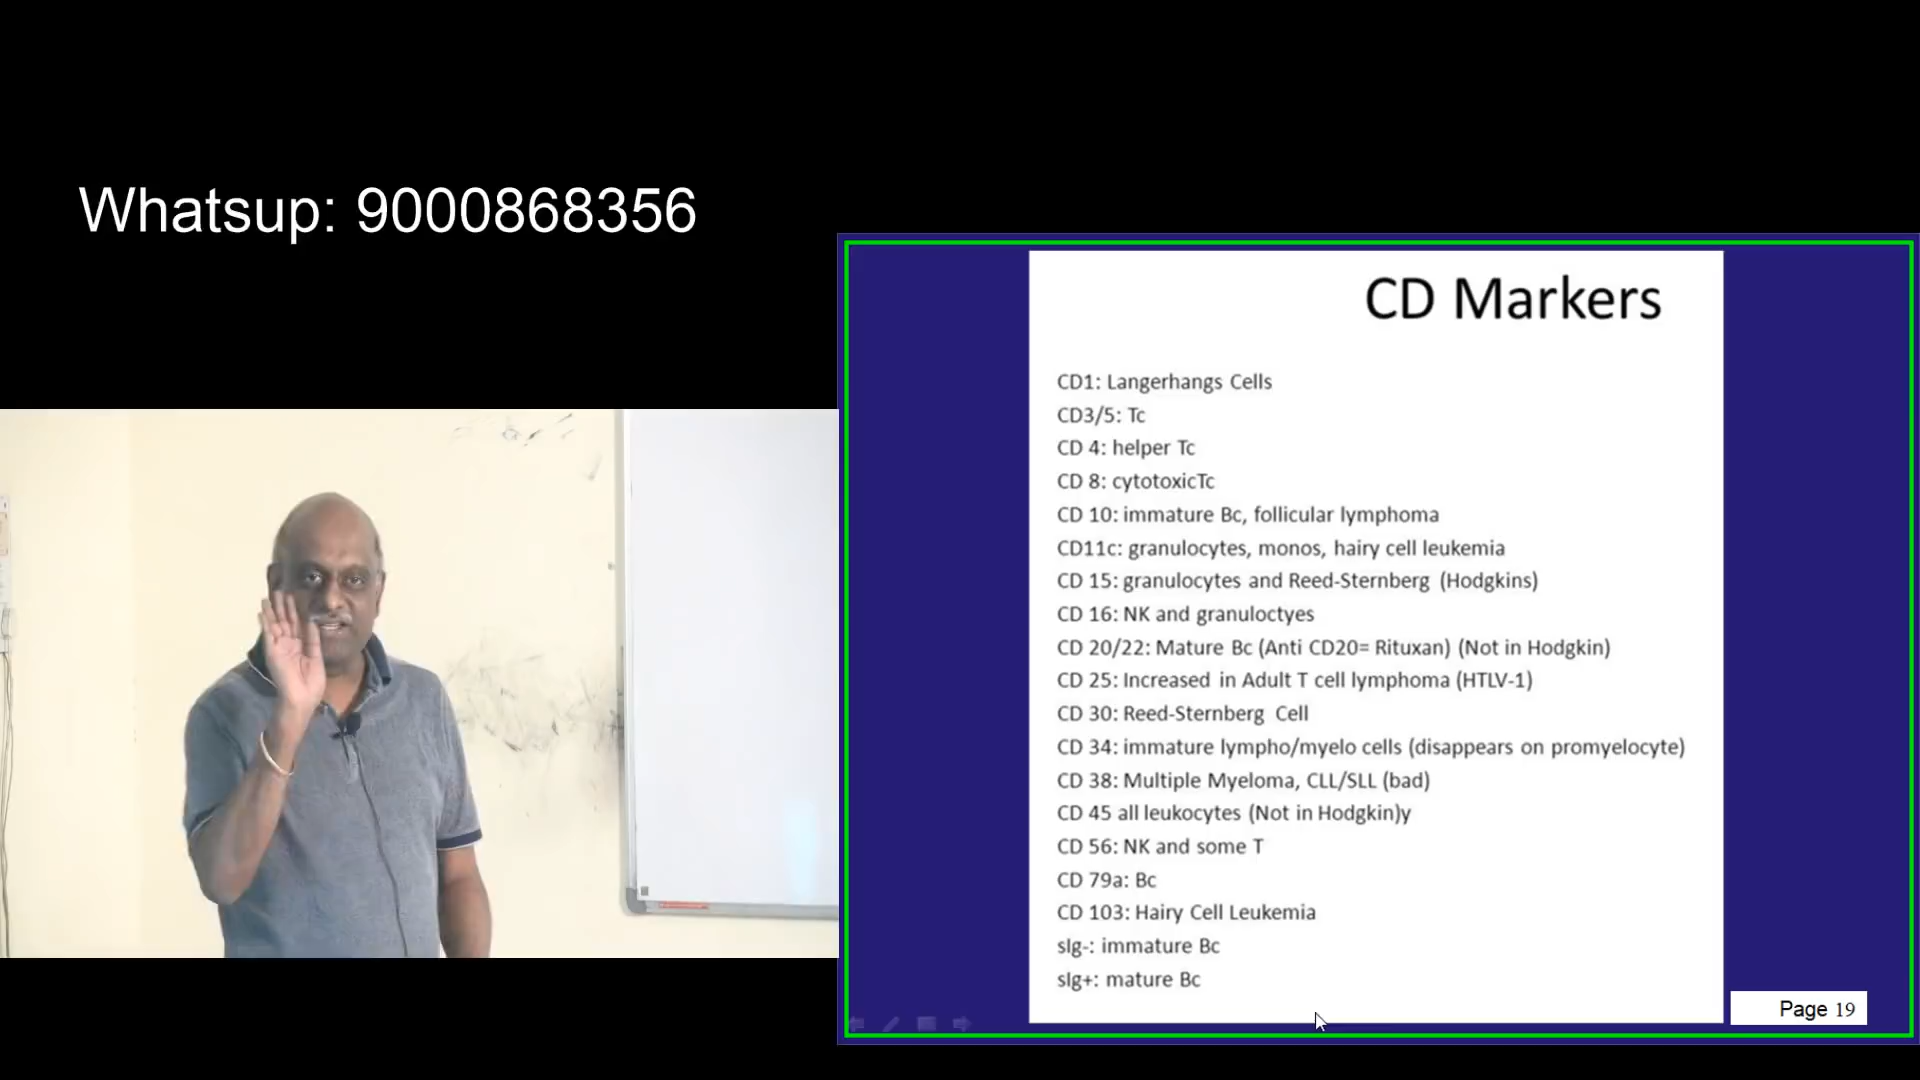 Whatsup: 9000868356
CD Markers
CD1: Langerhangs Cells
CD3/5: Tc
CD 4: helper Tc
CD 8: cytotoxicTc
CD 10: immature Bc, follicular lymphoma
CD11c: granulocytes, monos, hairy cell leukemia
CD 15: granulocytes and Reed-Sternberg (Hodgkins)
CD 16: NK and granuloctyes
CD 20/22: Mature Bc (Anti CD20= Rituxan) (Not in Hodgkin)
CD 25: Increased in Adult T cell lymphoma (HTLV-1)
CD 30: Reed-Sternberg Cell
CD 34: immature lympho/myelo cells (disappears on promyelocyte)
CD 38: Multiple Myeloma, CLL/SLL (bad)
CD 45 all leukocytes (Not in Hodgkin)y
CD 56: NK and some T
CD 79a: Bc
CD 103: Hairy Cell Leukemia
sIg-: immature Bc
sIg+: mature Bc
Page 19